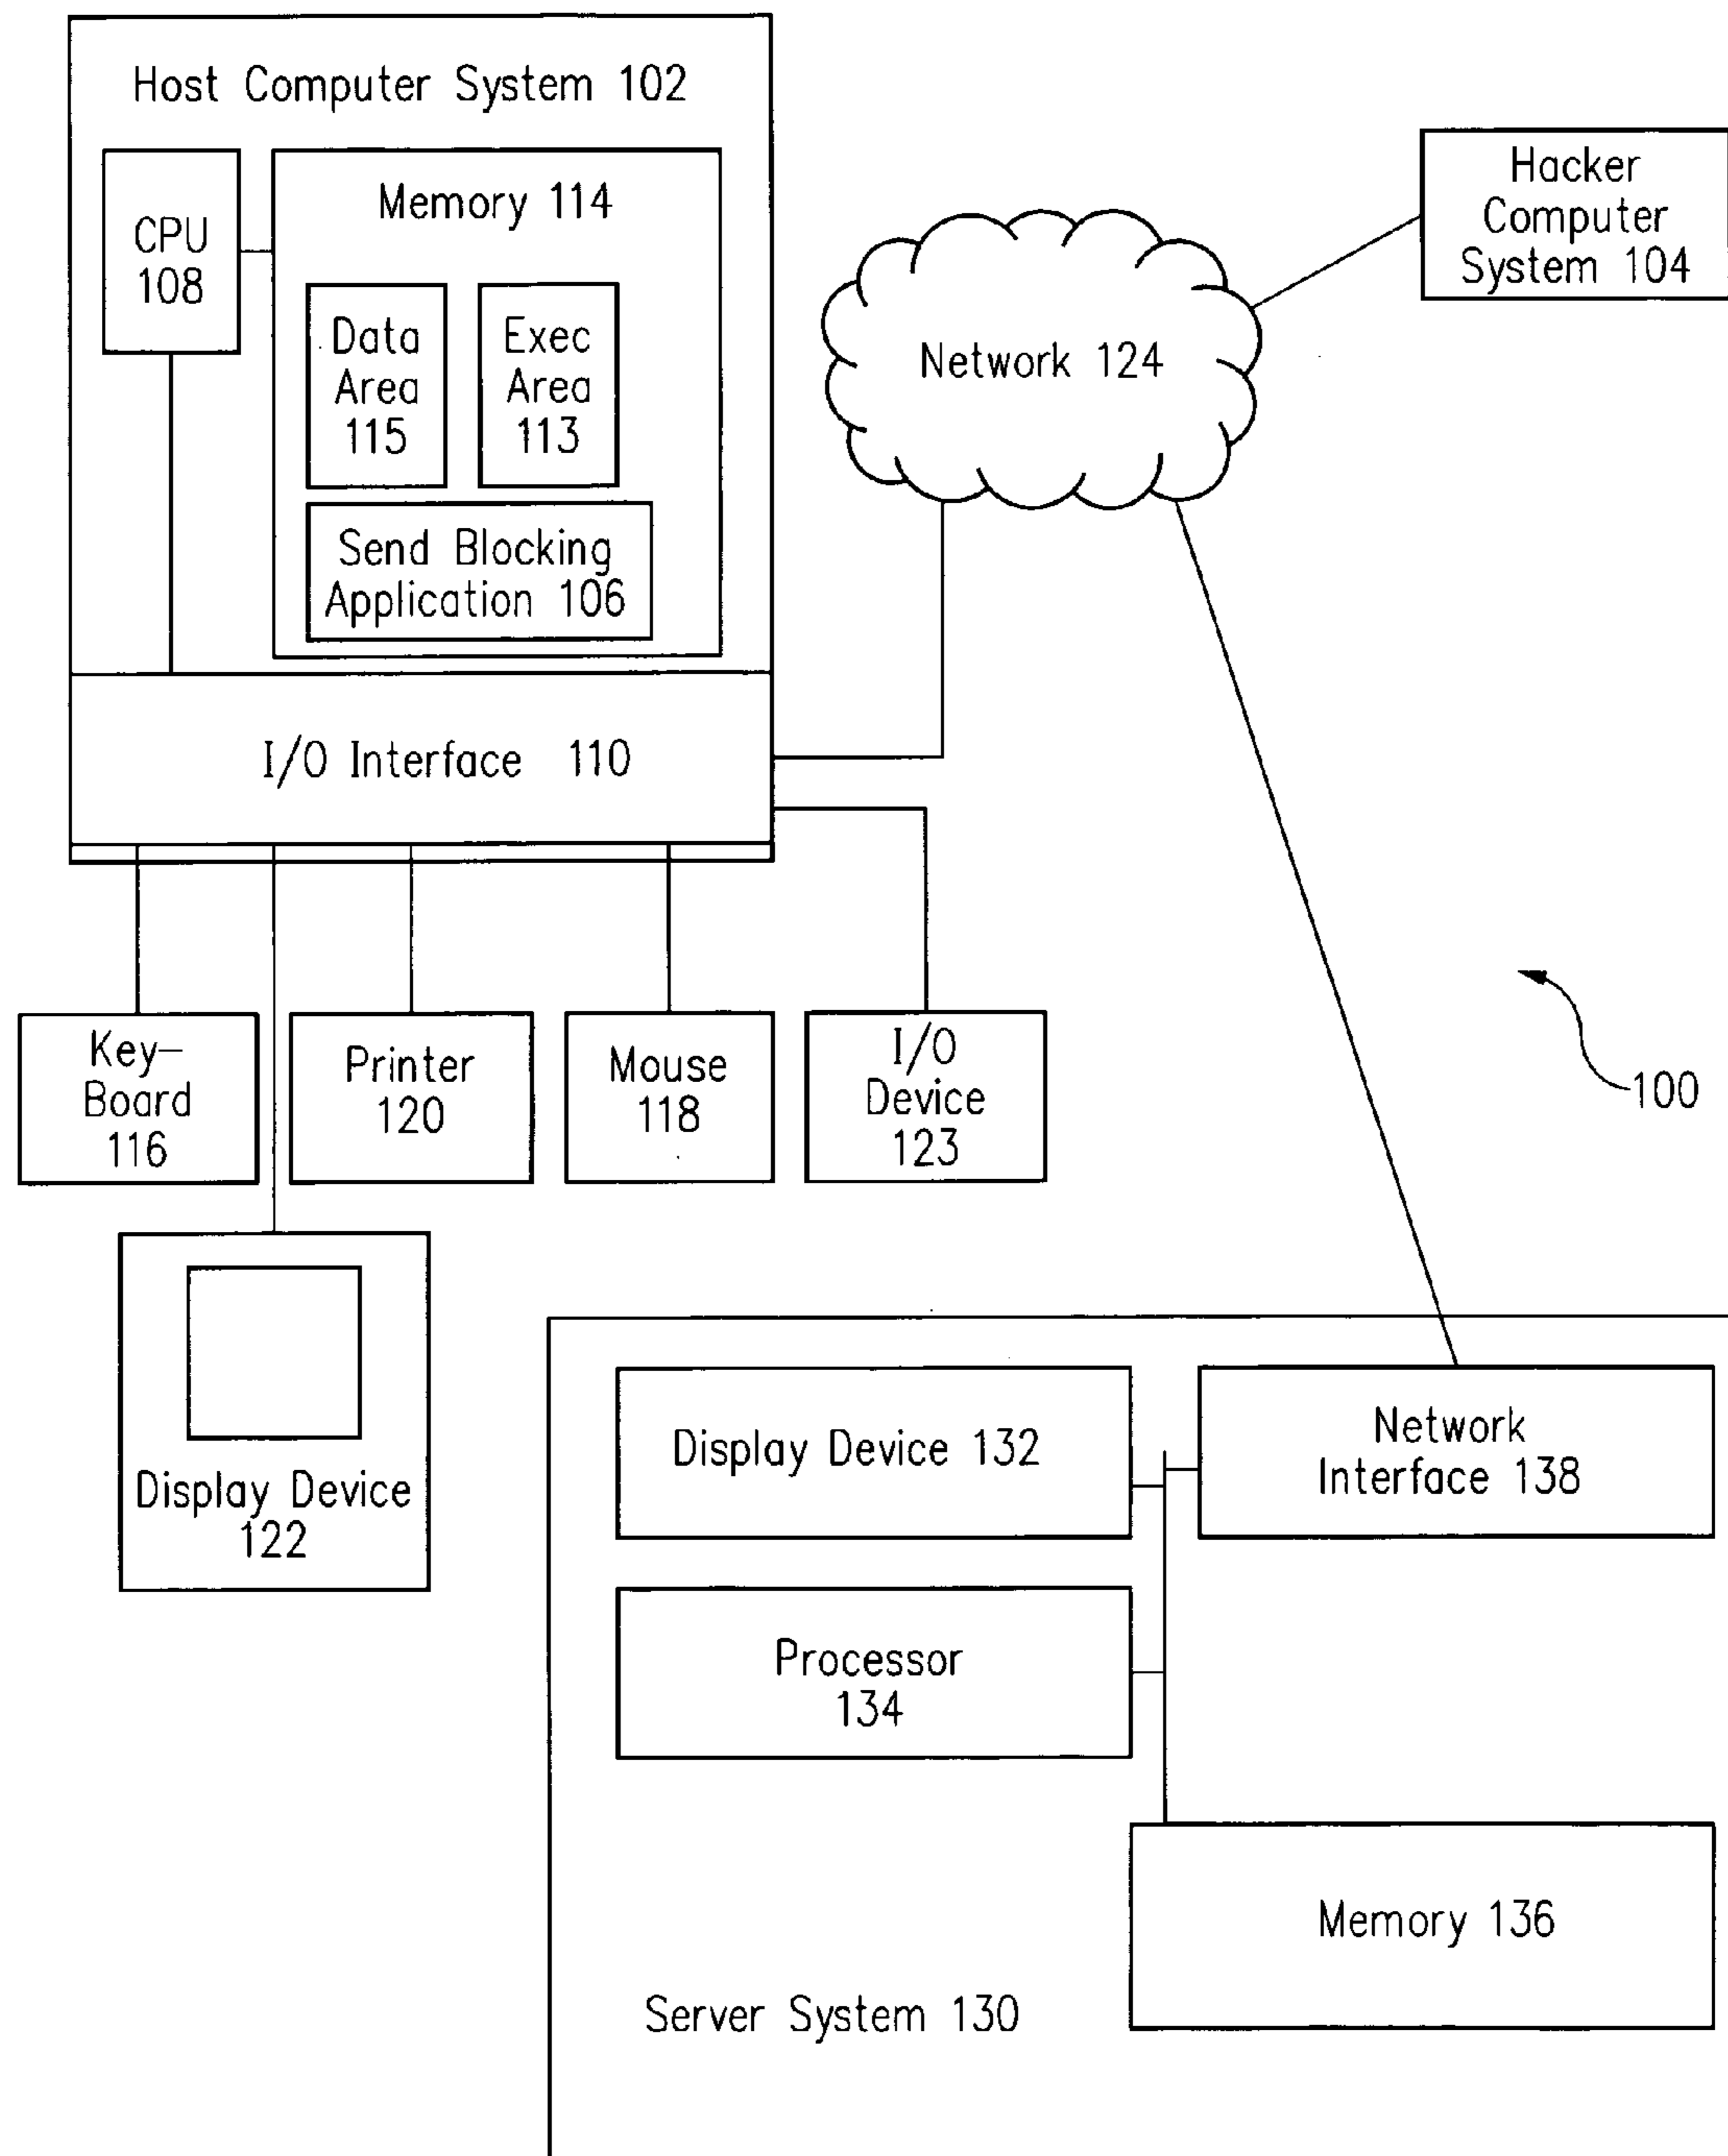 Host Computer System 102
CPU
108
Memory 114
Data
Area
115
Exec
Area
113
Send Blocking
Application 106
I/O Interface 110
Hacker
Computer
System 104
Network 124
Key-
Board
116
Printer
120
Mouse
118
I/O
Device
123
100
Display Device
122
Display Device 132
Network
Interface 138
Processor
134
Memory 136
Server System 130